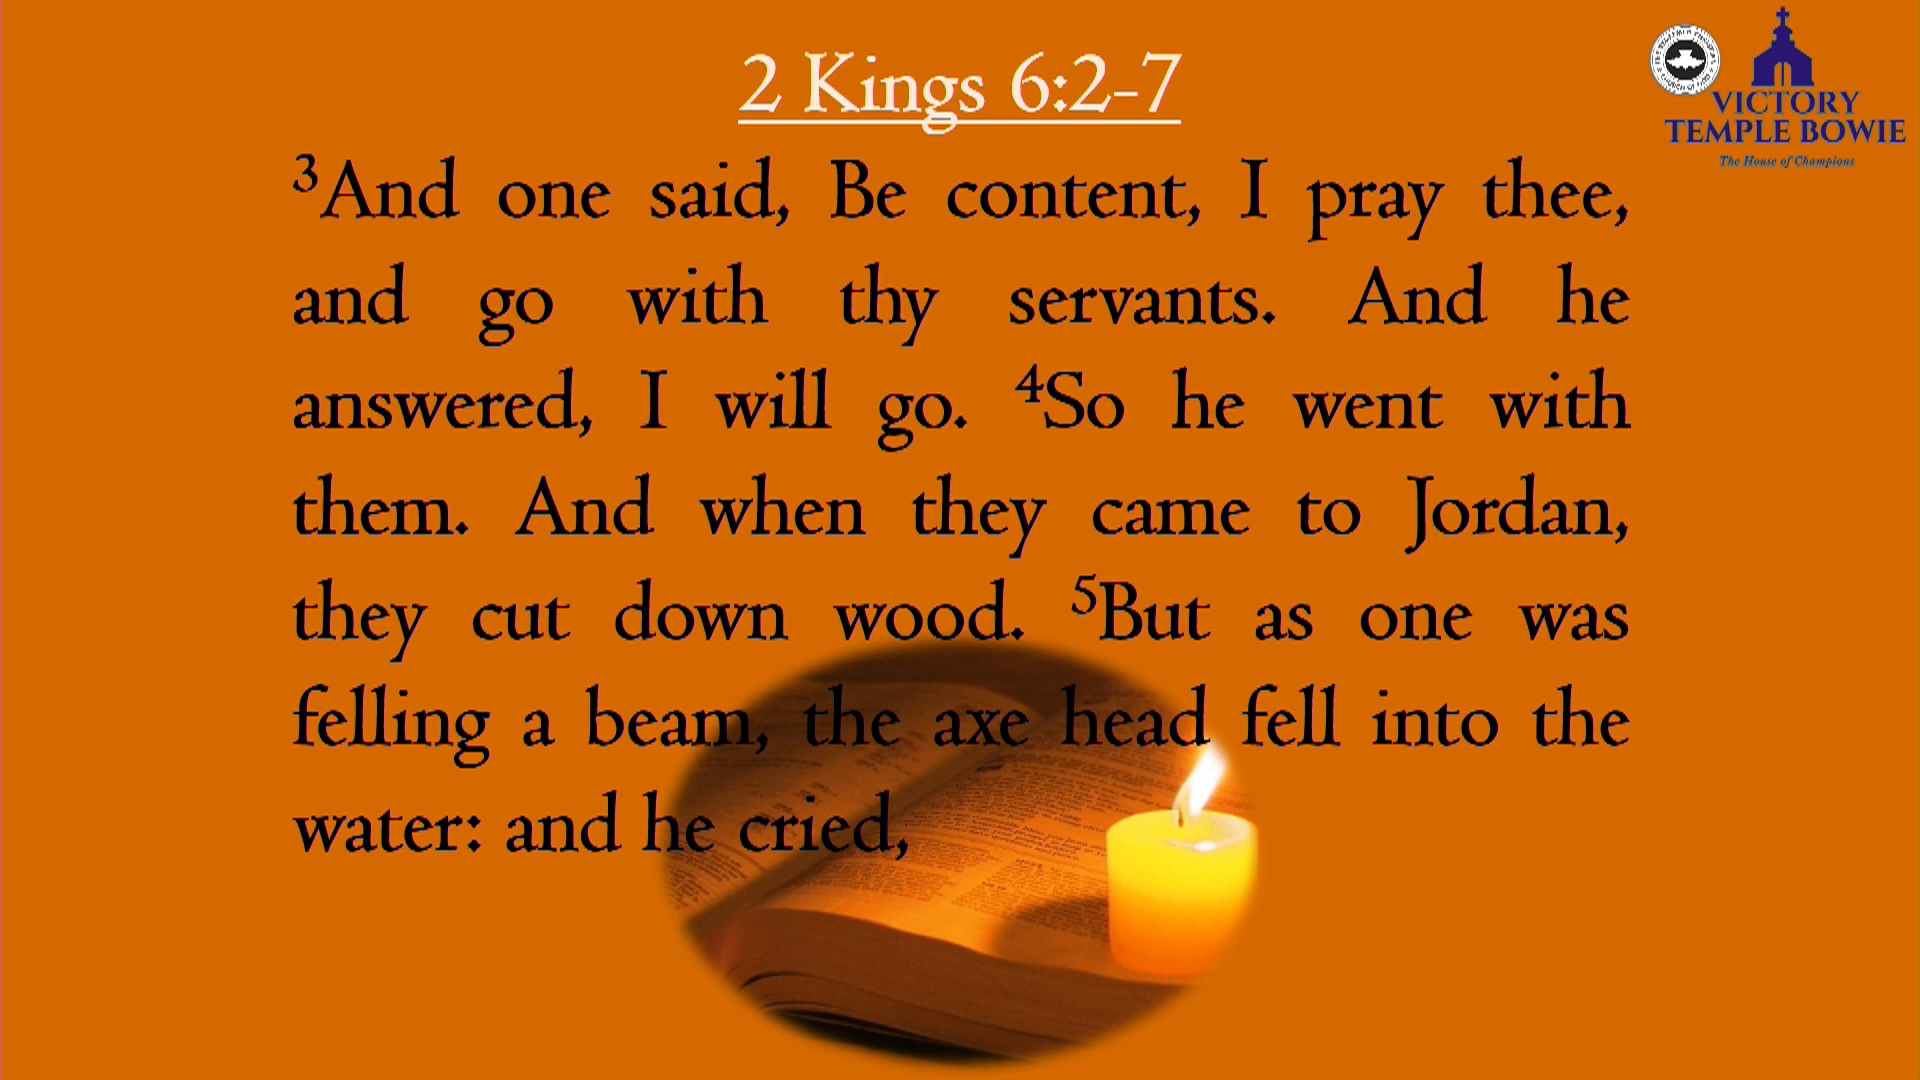 2 Kings 6:2-7
³And one said, Be content, I pray thee,
and go with thy servants. And he
answered, I will go. ⁴So he went with
them. And when they came to Jordan,
they cut down wood. ⁵But as one was
felling a beam, the axe head fell into the
water: and he cried,
VICTORY
TEMPLE BOWIE
The House of Champions